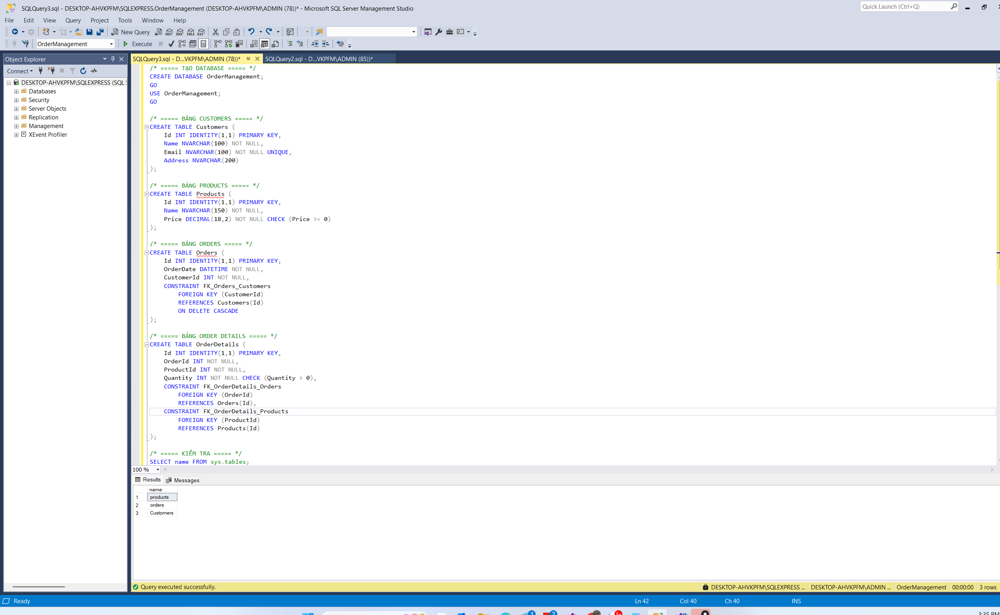 SQLQuery3.sql - DESKTOP-AHVKPFM\SQLEXPRESS.OrderManagement (DESKTOP-AHVKPFM\ADMIN (78))* - Microsoft SQL Server Management Studio
Quick Launch (Ctrl+Q)
File Edit View Query Project Tools Window Help
New Query MDX DMX XMLA DAX
OrderManagement Execute
Object Explorer
SQLQuery3.sql - D...VKPFM\ADMIN (78))* SQLQuery2.sql - D...VKPFM\ADMIN (85))*
Connect
DESKTOP-AHVKPFM\SQLEXPRESS (SQL
Databases
Security
Server Objects
Replication
Management
XEvent Profiler
/* ===== TẠO DATABASE ===== */
CREATE DATABASE OrderManagement;
GO
USE OrderManagement;
GO
/* ===== BẢNG CUSTOMERS ===== */
CREATE TABLE Customers (
Id INT IDENTITY(1,1) PRIMARY KEY,
Name NVARCHAR(100) NOT NULL,
Email NVARCHAR(100) NOT NULL UNIQUE,
Address NVARCHAR(200)
);
/* ===== BẢNG PRODUCTS ===== */
CREATE TABLE Products (
Id INT IDENTITY(1,1) PRIMARY KEY,
Name NVARCHAR(150) NOT NULL,
Price DECIMAL(18,2) NOT NULL CHECK (Price >= 0)
);
/* ===== BẢNG ORDERS ===== */
CREATE TABLE Orders (
Id INT IDENTITY(1,1) PRIMARY KEY,
OrderDate DATETIME NOT NULL,
CustomerId INT NOT NULL,
CONSTRAINT FK_Orders_Customers
FOREIGN KEY (CustomerId)
REFERENCES Customers(Id)
ON DELETE CASCADE
);
/* ===== BẢNG ORDER DETAILS ===== */
CREATE TABLE OrderDetails (
Id INT IDENTITY(1,1) PRIMARY KEY,
OrderId INT NOT NULL,
ProductId INT NOT NULL,
Quantity INT NOT NULL CHECK (Quantity > 0),
CONSTRAINT FK_OrderDetails_Orders
FOREIGN KEY (OrderId)
REFERENCES Orders(Id),
CONSTRAINT FK_OrderDetails_Products
FOREIGN KEY (ProductId)
REFERENCES Products(Id)
);
/* ===== KIỂM TRA ===== */
SELECT name FROM sys.tables;
100 %
Results Messages
name
1 products
2 orders
3 Customers
Query executed successfully. DESKTOP-AHVKPFM\SQLEXPRESS ... DESKTOP-AHVKPFM\ADMIN ... OrderManagement 00:00:00 3 rows
Ready Ln 42 Col 40 Ch 40 INS
1 2 5+ 3:35 PM